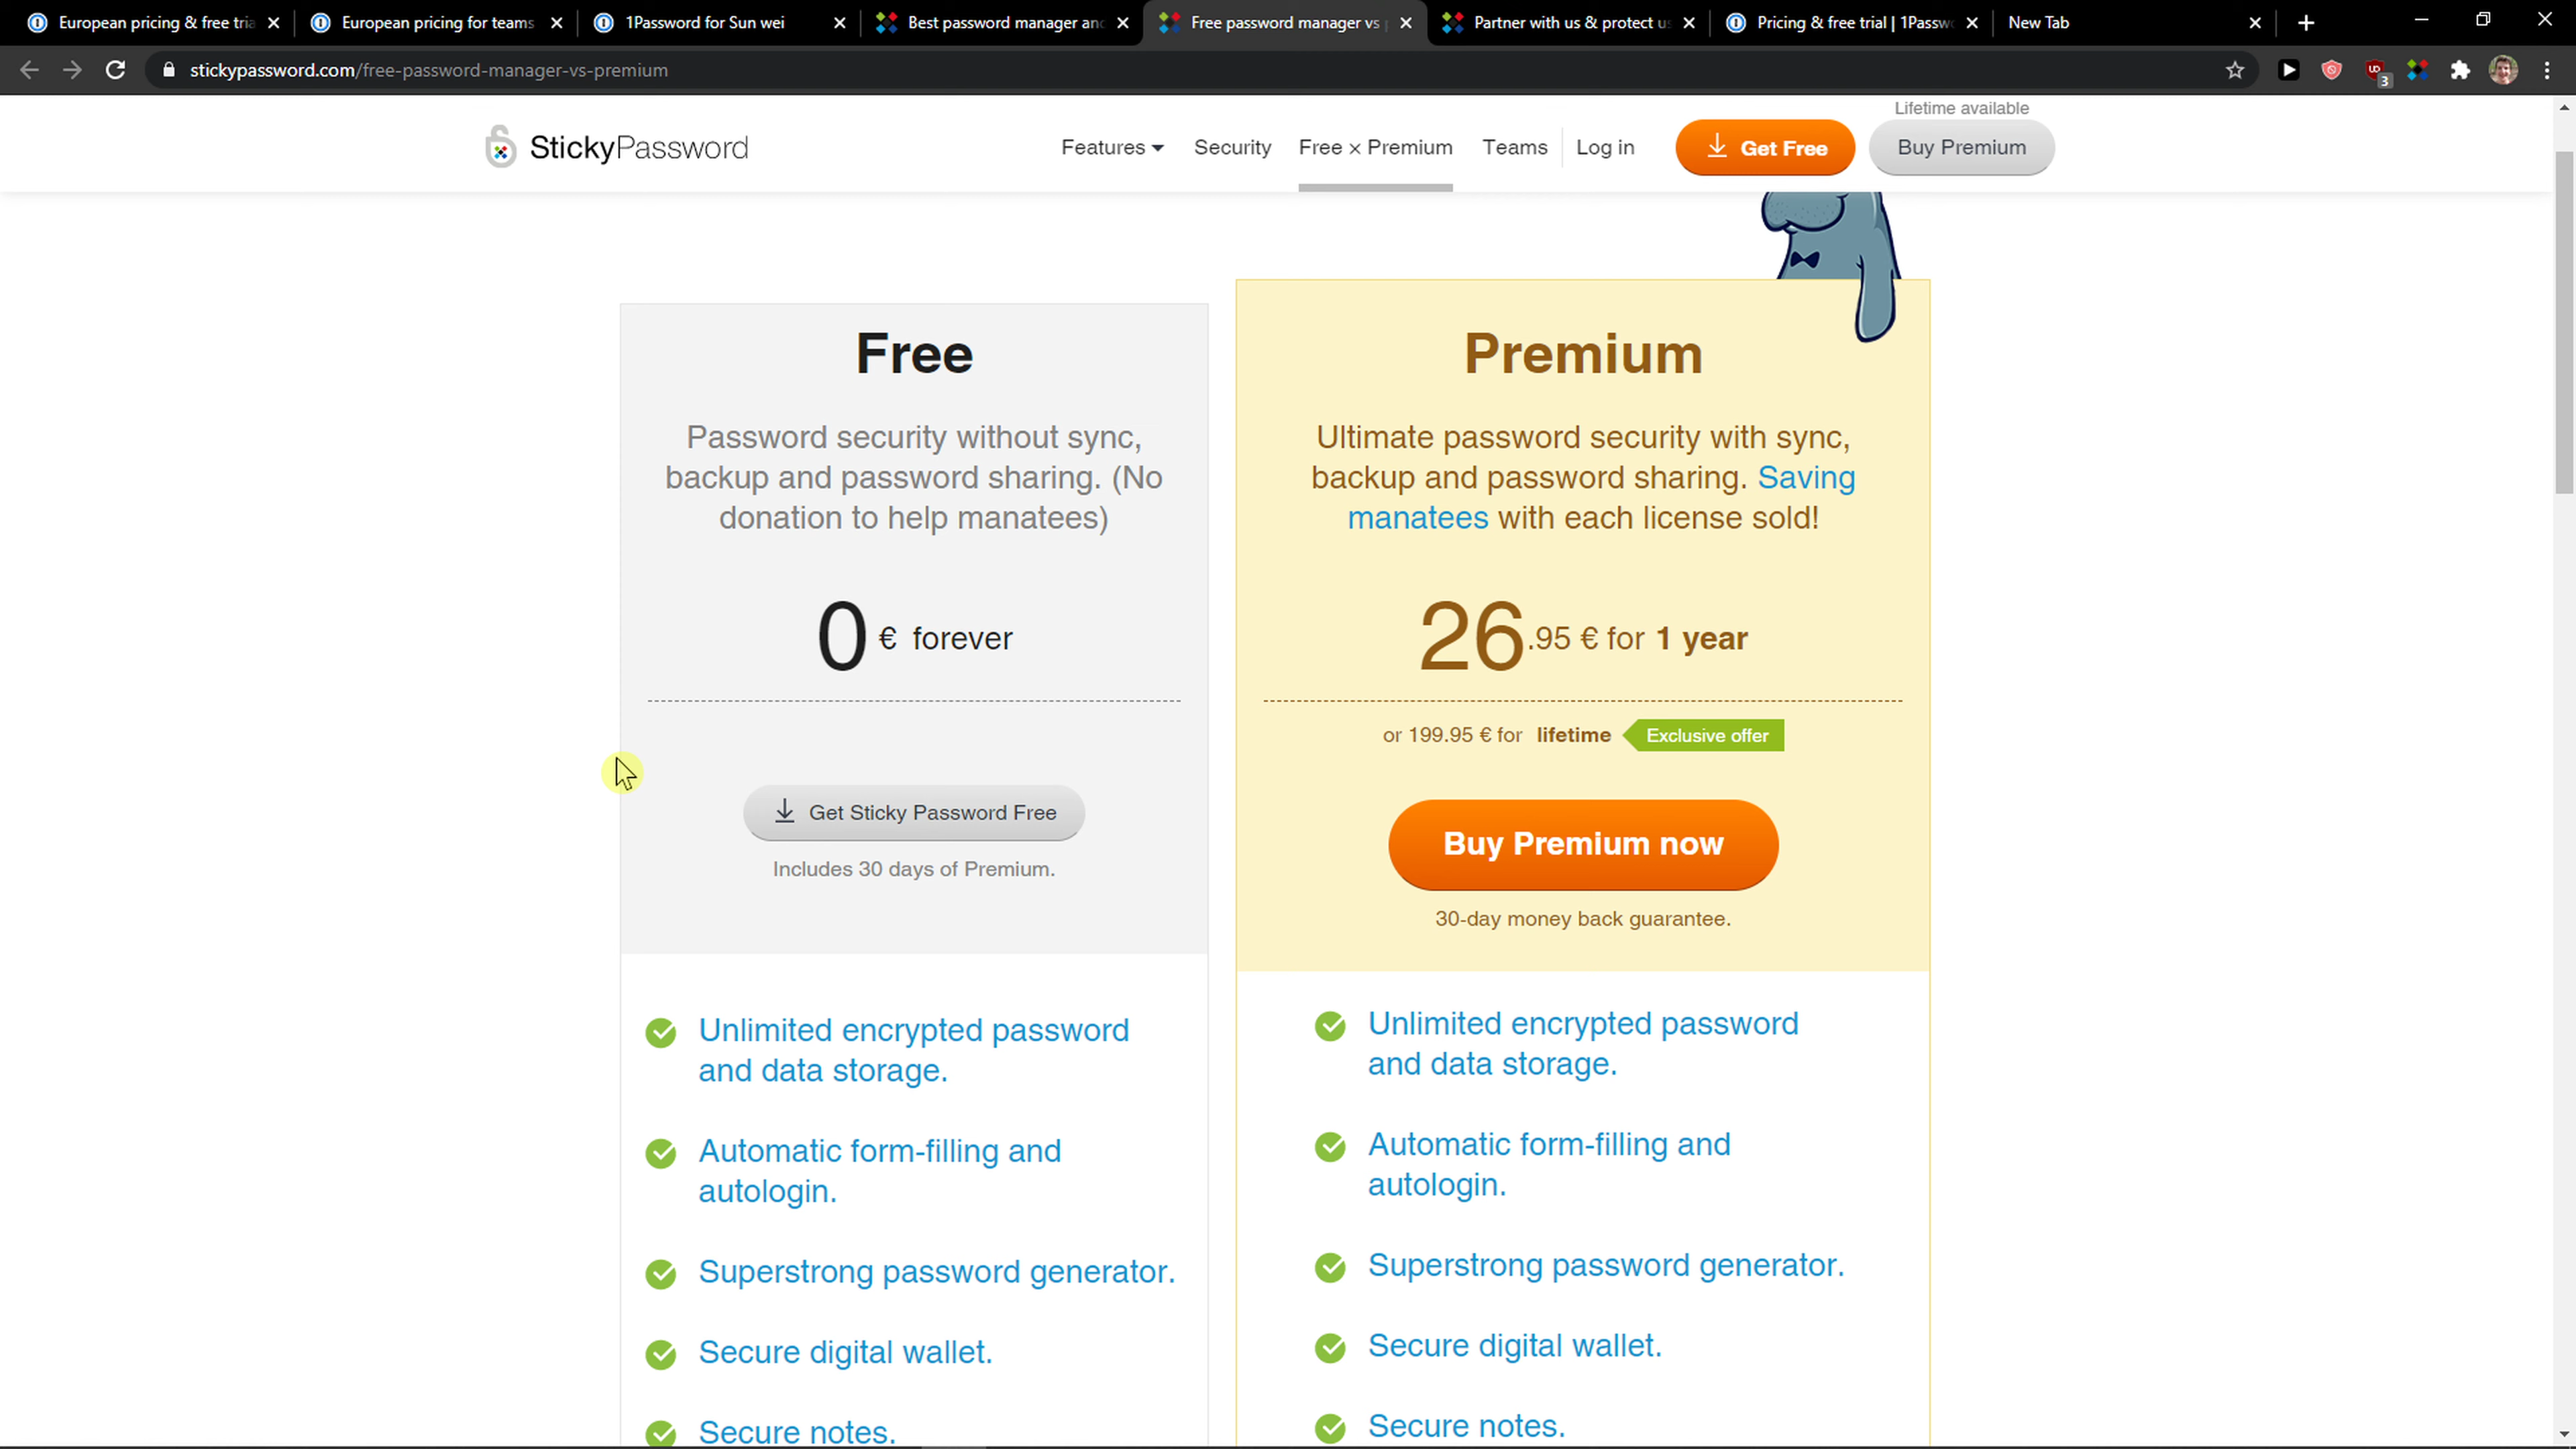 European pricing & free tria
European pricing for teams
1Password for Sun wei
Best password manager and
Free password manager vs p
Partner with us & protect us
Pricing & free trial | 1Passw
New Tab
stickypassword.com/free-password-manager-vs-premium
3
StickyPassword
Features
Security
Free × Premium
Teams
Log in
Get Free
Lifetime available
Buy Premium
Free
Password security without sync,
backup and password sharing. (No
donation to help manatees)
0 € forever
Get Sticky Password Free
Includes 30 days of Premium.
Unlimited encrypted password
and data storage.
Automatic form-filling and
autologin.
Superstrong password generator.
Secure digital wallet.
Secure notes.
Premium
Ultimate password security with sync,
backup and password sharing. Saving
manatees with each license sold!
26.95 € for 1 year
or 199.95 € for lifetime Exclusive offer
Buy Premium now
30-day money back guarantee.
Unlimited encrypted password
and data storage.
Automatic form-filling and
autologin.
Superstrong password generator.
Secure digital wallet.
Secure notes.